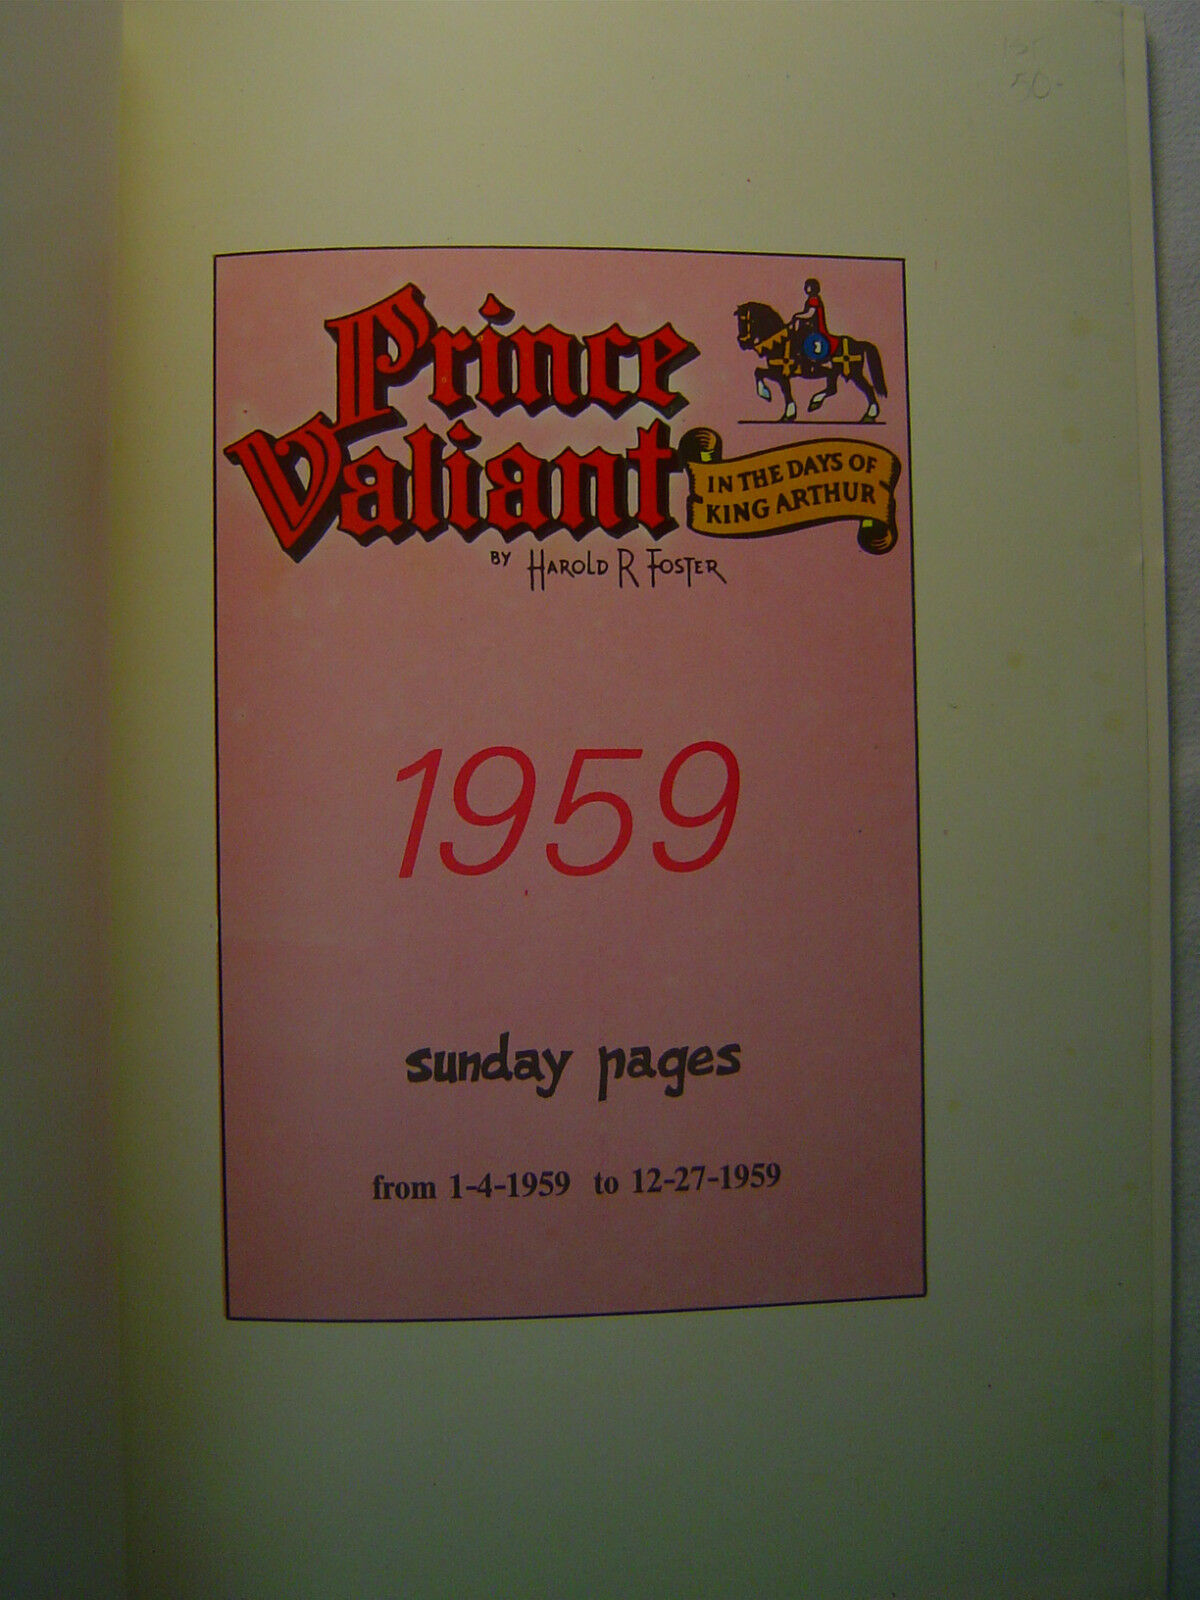 50-
Prince
Valiant
IN THE DAYS OF
KING ARTHUR
BY HAROLD R FOSTER
1959
sunday pages
from 1-4-1959 to 12-27-1959